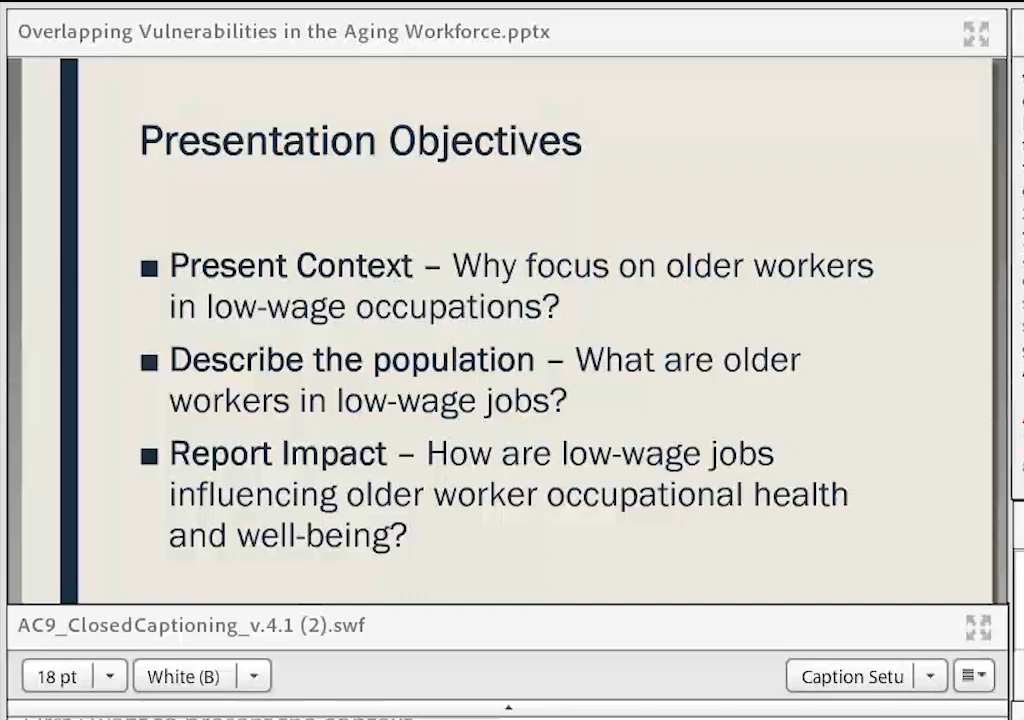 Overlapping Vulnerabilities in the Aging Workforce.pptx
Presentation Objectives
■ Present Context – Why focus on older workers
in low-wage occupations?
■ Describe the population – What are older
workers in low-wage jobs?
■ Report Impact – How are low-wage jobs
influencing older worker occupational health
and well-being?
AC9_ClosedCaptioning_v.4.1 (2).swf
18 pt
White (B)
Caption Setu